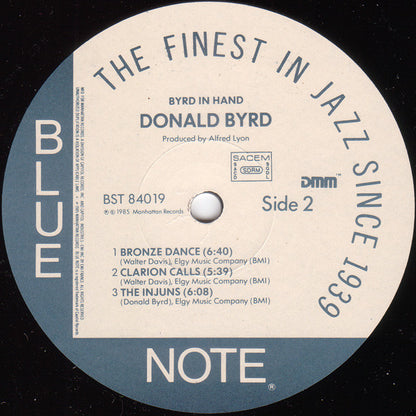 THE FINEST IN JAZZ SINCE 1939
BLUE
NOTE®
BYRD IN HAND
DONALD BYRD
Produced by Alfred Lyon
BST 84019
℗ © 1985 Manhattan Records
SACEM
SDRM
DMM™
Side 2
1 BRONZE DANCE (6:40)
(Walter Davis), Elgy Music Company (BMI)
2 CLARION CALLS (5:39)
(Walter Davis), Elgy Music Company (BMI)
3 THE INJUNS (6:08)
(Donald Byrd), Elgy Music Company (BMI)